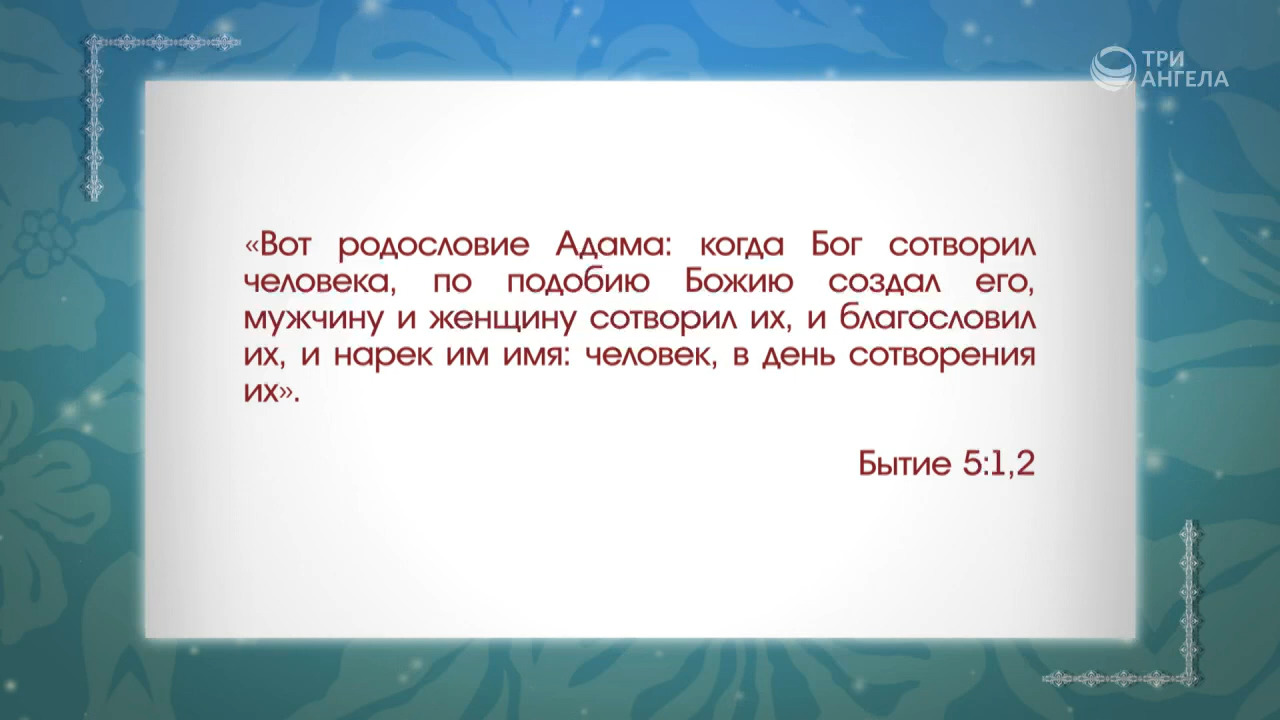 ТРИ
АНГЕЛА
«Вот родословие Адама: когда Бог сотворил
человека, по подобию Божию создал его,
мужчину и женщину сотворил их, и благословил
их, и нарек им имя: человек, в день сотворения
их».
Бытие 5:1,2